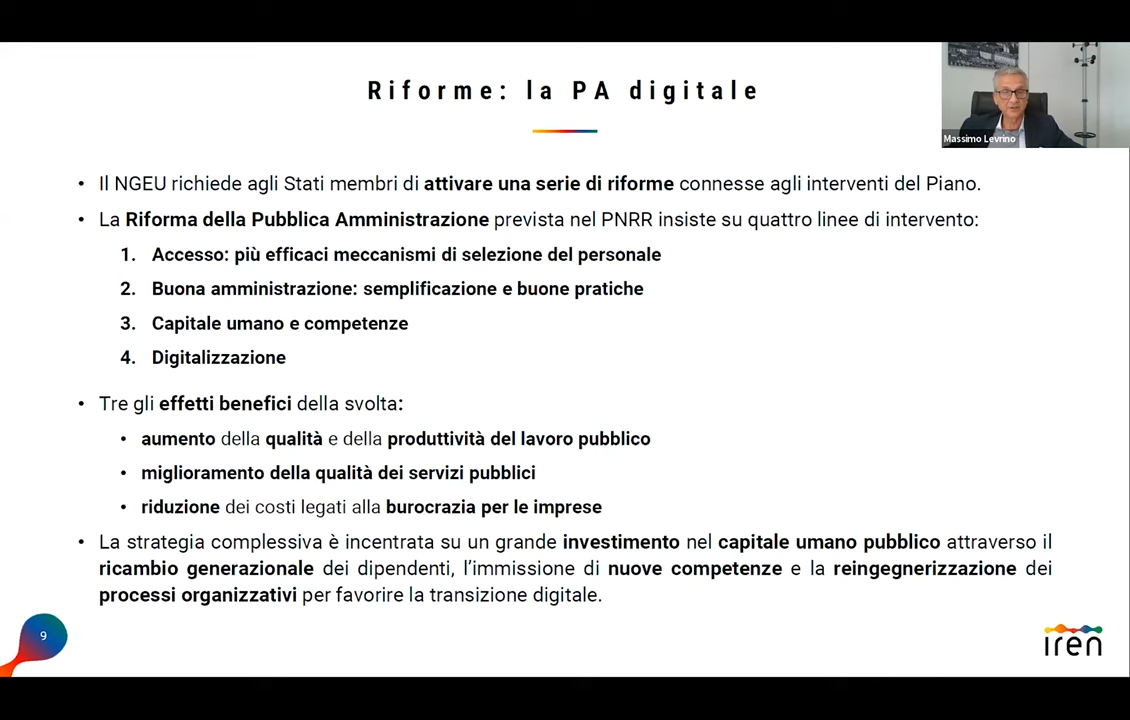 Riforme: la PA digitale
Massimo Levrino
• Il NGEU richiede agli Stati membri di attivare una serie di riforme connesse agli interventi del Piano.
• La Riforma della Pubblica Amministrazione prevista nel PNRR insiste su quattro linee di intervento:
1. Accesso: più efficaci meccanismi di selezione del personale
2. Buona amministrazione: semplificazione e buone pratiche
3. Capitale umano e competenze
4. Digitalizzazione
• Tre gli effetti benefici della svolta:
• aumento della qualità e della produttività del lavoro pubblico
• miglioramento della qualità dei servizi pubblici
• riduzione dei costi legati alla burocrazia per le imprese
• La strategia complessiva è incentrata su un grande investimento nel capitale umano pubblico attraverso il
ricambio generazionale dei dipendenti, l'immissione di nuove competenze e la reingegnerizzazione dei
processi organizzativi per favorire la transizione digitale.
9
iren